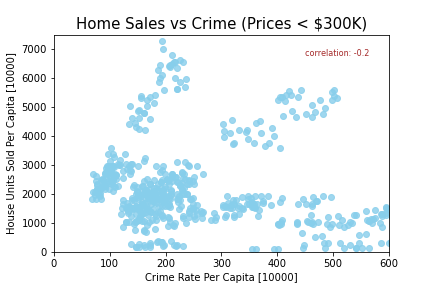 Home Sales vs Crime (Prices < $300K)
correlation: -0.2
House Units Sold Per Capita [10000]
7000
6000
5000
4000
3000
2000
1000
0
0 100 200 300 400 500 600
Crime Rate Per Capita [10000]